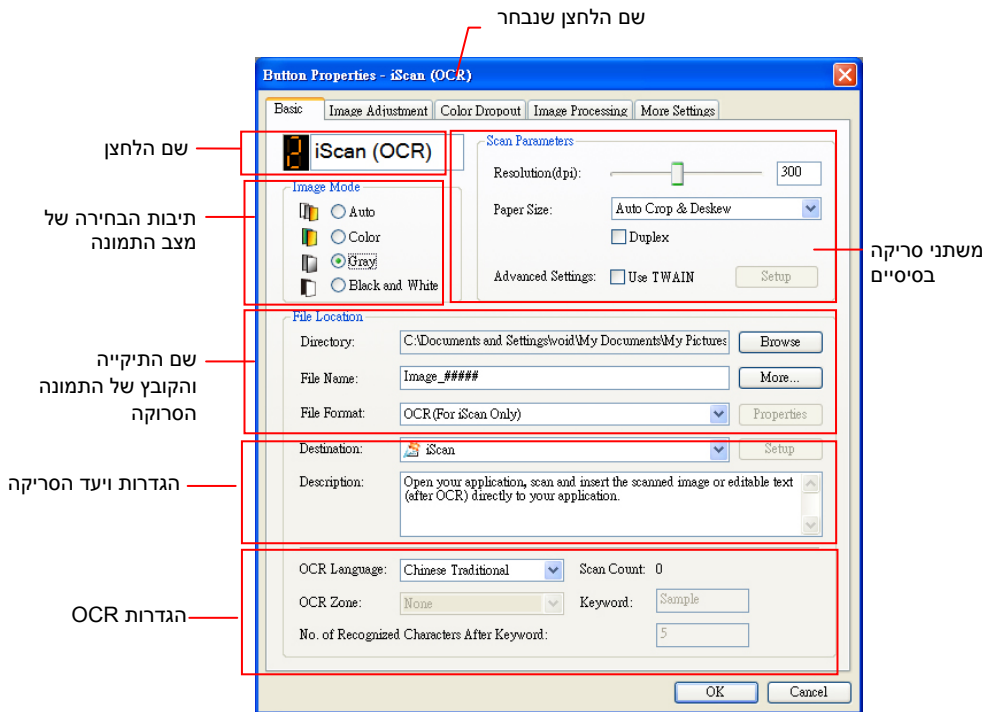 שם הלחצן שנבחר
Button Properties - iScan (OCR)
Basic
Image Adjustment
Color Dropout
Image Processing
More Settings
שם הלחצן
2
iScan (OCR)
Image Mode
Auto
Color
Gray
Black and White
תיבות הבחירה של
מצב התמונה
Scan Parameters
Resolution(dpi):
300
Paper Size:
Auto Crop & Deskew
Duplex
Advanced Settings:
Use TWAIN
Setup
משתני סריקה
בסיסיים
File Location
Directory:
C:\Documents and Settings\void\My Documents\My Pictures
Browse
File Name:
Image_#####
More...
File Format:
OCR(For iScan Only)
Properties
שם התיקייה
והקובץ של התמונה
הסרוקה
Destination:
iScan
Setup
Description:
Open your application, scan and insert the scanned image or editable text
(after OCR) directly to your application.
הגדרות ויעד הסריקה
OCR Language:
Chinese Traditional
Scan Count: 0
OCR Zone:
None
Keyword:
Sample
No. of Recognized Characters After Keyword:
5
הגדרות OCR
OK
Cancel